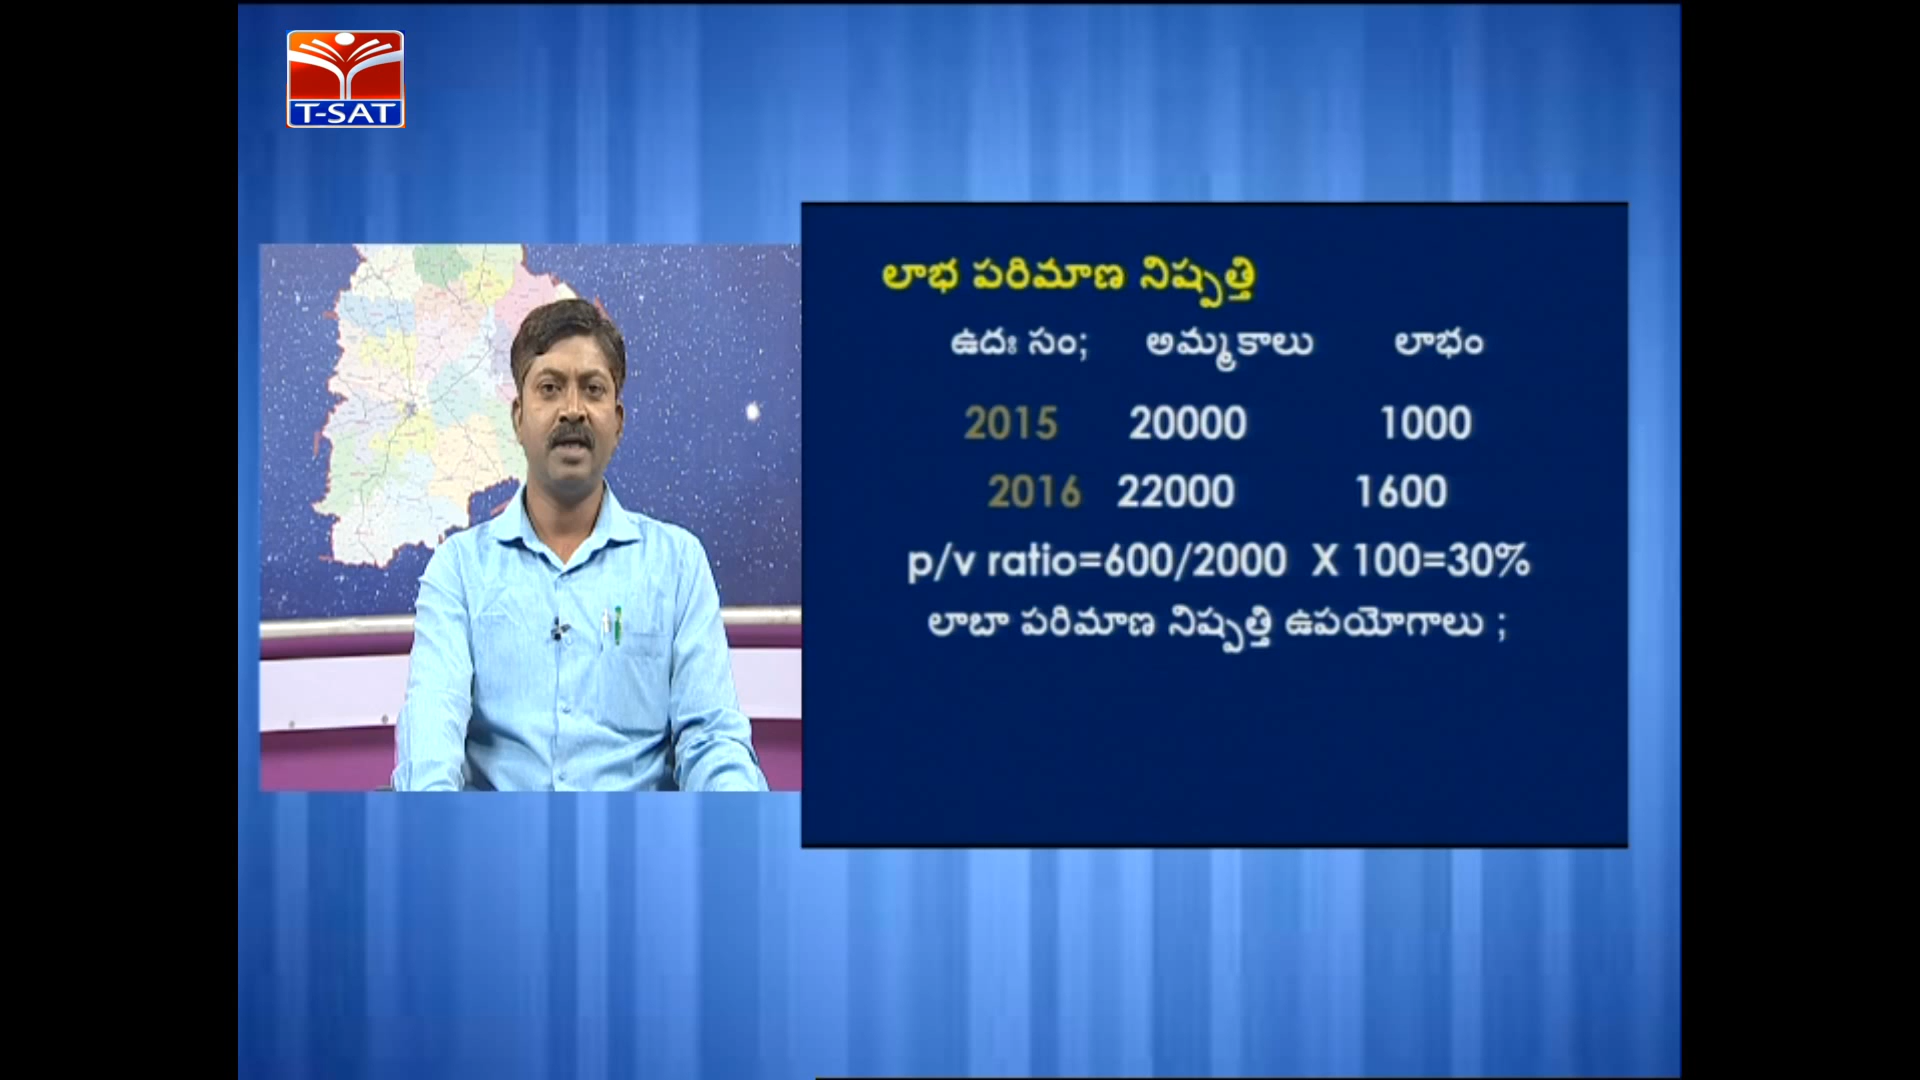 T-SAT
లాభ పరిమాణ నిష్పత్తి
ఉదః సం; అమ్మకాలు లాభం
2015 20000 1000
2016 22000 1600
p/v ratio=600/2000 X 100=30%
లాబా పరిమాణ నిష్పత్తి ఉపయోగాలు ;